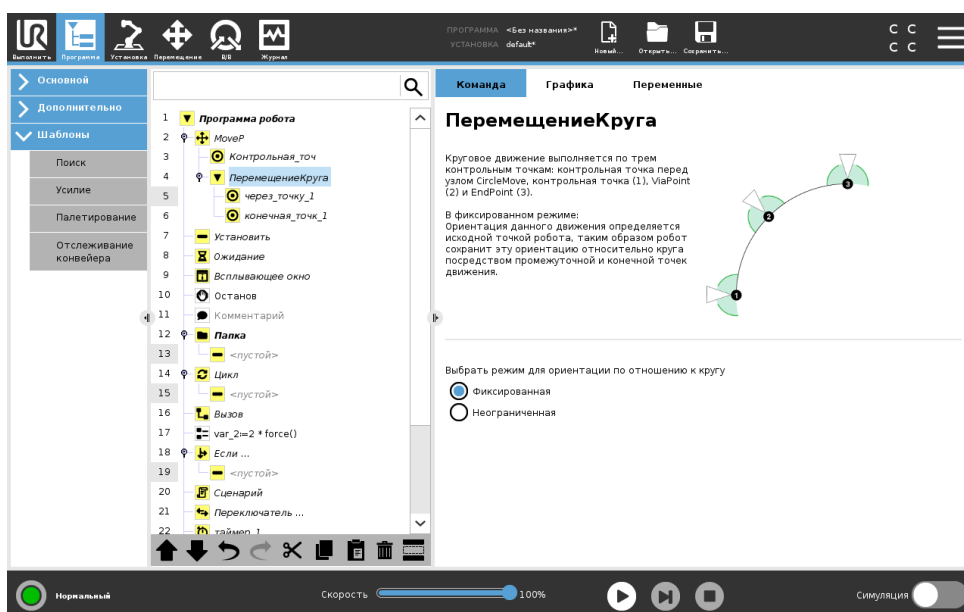 ПРОГРАММА <Без названия>*
УСТАНОВКА default*
C C
C C
Выполнить Программа Установка Перемещение В/В Журнал
Новый... Открыть... Сохранить...
Основной
Дополнительно
Шаблоны
Поиск
Усилие
Палетирование
Отслеживание
конвейера
1 Программа робота
2 MoveP
3 Контрольная_точ
4 ПеремещениеКруга
5 через_точку_1
6 конечная_точк_1
7 Установить
8 Ожидание
9 Всплывающее окно
10 Останов
11 Комментарий
12 Папка
13 <пустой>
14 Цикл
15 <пустой>
16 Вызов
17 var_2:=2 * force()
18 Если ...
19 <пустой>
20 Сценарий
21 Переключатель ...
22 таймер_1
Команда Графика Переменные
ПеремещениеКруга
Круговое движение выполняется по трем
контрольным точкам: контрольная точка перед
узлом CircleMove, контрольная точка (1), ViaPoint
(2) и EndPoint (3).
В фиксированном режиме:
Ориентация данного движения определяется
исходной точкой робота, таким образом робот
сохранит эту ориентацию относительно круга
посредством промежуточной и конечной точек
движения.
3
2
1
Выбрать режим для ориентации по отношению к кругу
Фиксированная
Неограниченная
Нормальный
Скорость 100%
Симуляция